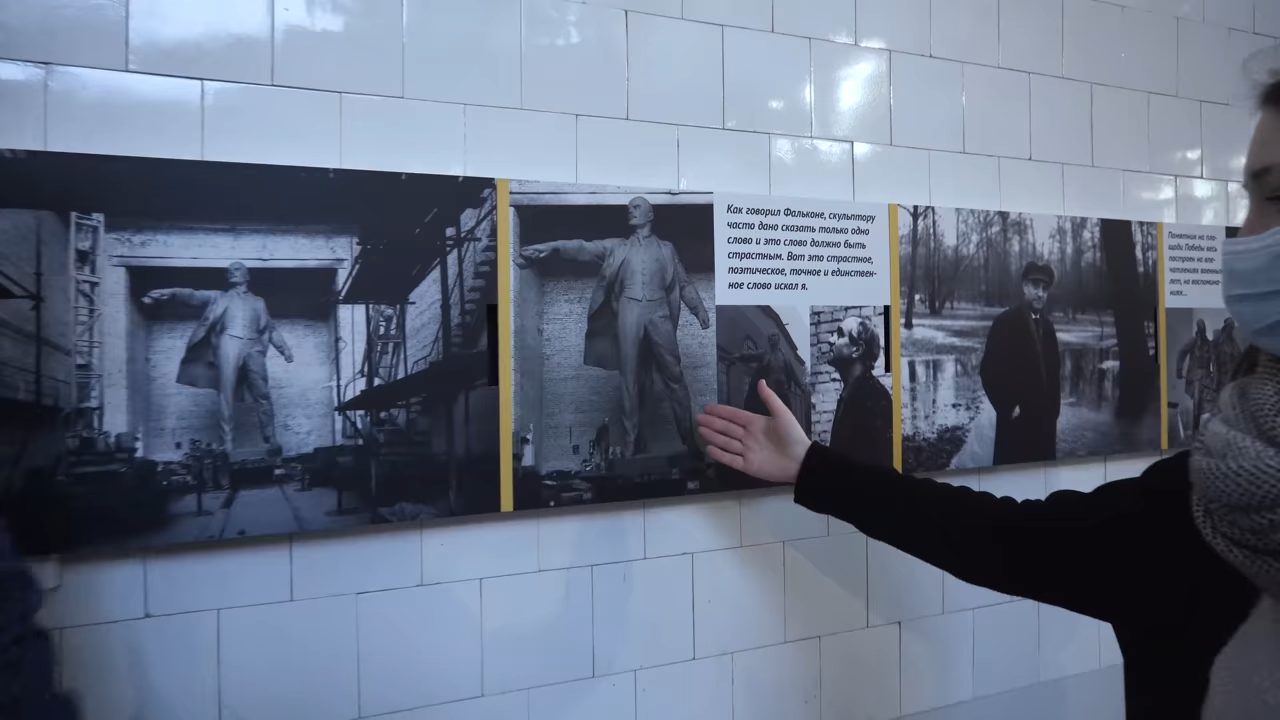 Как говорил Фальконе, скульптору
часто дано сказать только одно
слово и это слово должно быть
страстным. Вот это страстное,
поэтическое, точное и единствен-
ное слово искал я.
Памятник на пло-
щади Победы весь
построен на впе-
чатлениях военных
лет, на воспомина-
ниях...